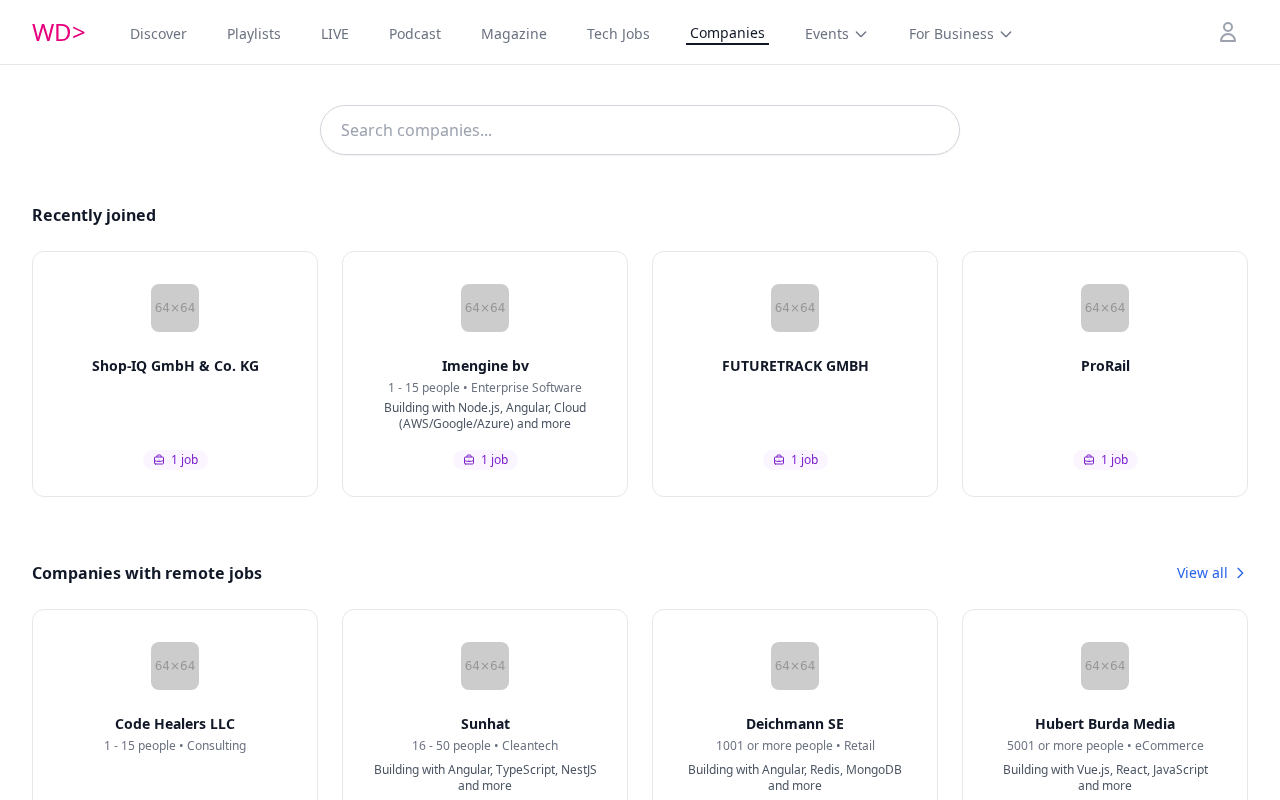 WD> Discover Playlists LIVE Podcast Magazine Tech Jobs Companies Events For Business
Search companies...
Recently joined
64×64 64×64 64×64 64×64
Shop-IQ GmbH & Co. KG
1 job
Imengine bv
1 - 15 people • Enterprise Software
Building with Node.js, Angular, Cloud
(AWS/Google/Azure) and more
1 job
FUTURETRACK GMBH
1 job
ProRail
1 job
Companies with remote jobs
View all
64×64 64×64 64×64 64×64
Code Healers LLC
1 - 15 people • Consulting
Sunhat
16 - 50 people • Cleantech
Building with Angular, TypeScript, NestJS
and more
Deichmann SE
1001 or more people • Retail
Building with Angular, Redis, MongoDB
and more
Hubert Burda Media
5001 or more people • eCommerce
Building with Vue.js, React, JavaScript
and more